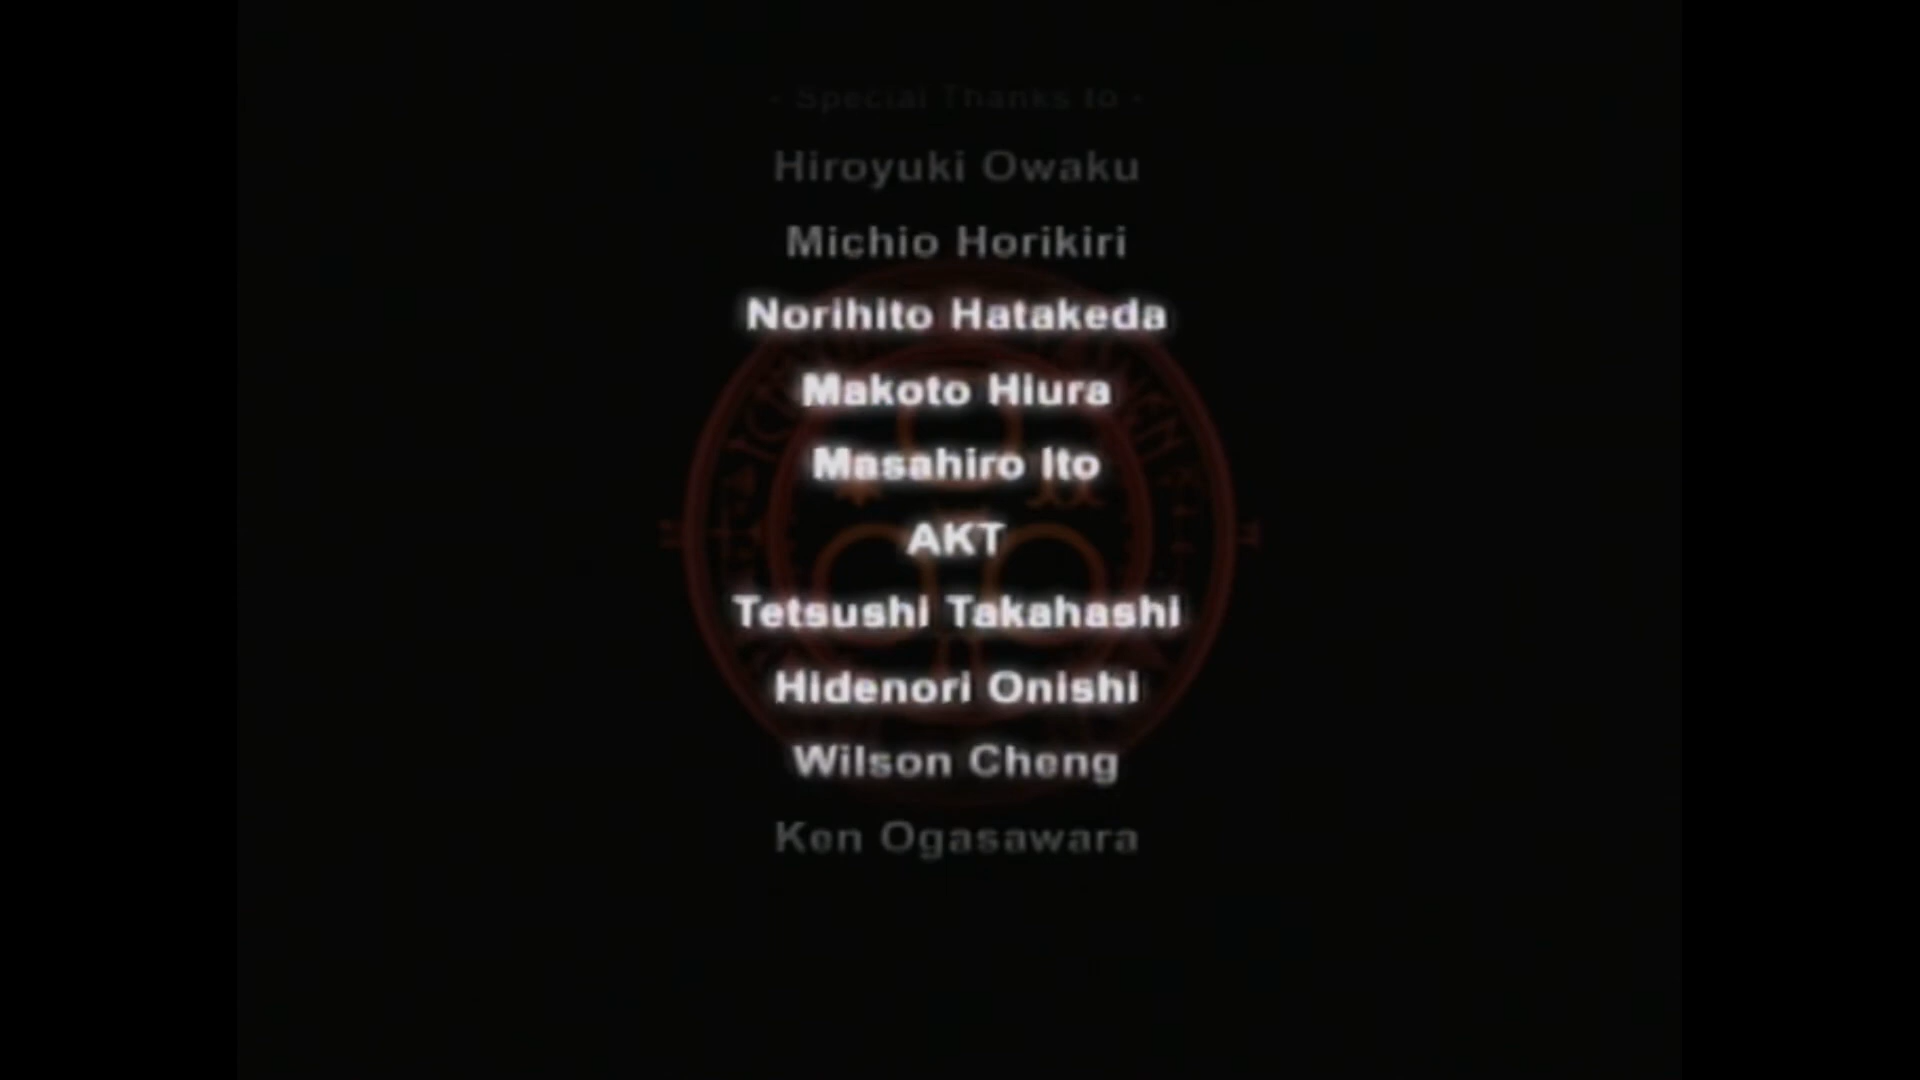 - Special Thanks to -
Hiroyuki Owaku
Michio Horikiri
Norihito Hatakeda
Makoto Hiura
Masahiro Ito
AKT
Tetsushi Takahashi
Hidenori Onishi
Wilson Cheng
Ken Ogasawara